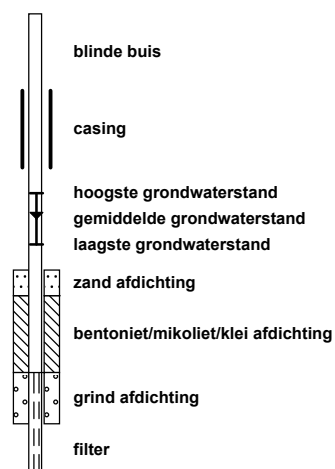 blinde buis
casing
hoogste grondwaterstand
gemiddelde grondwaterstand
laagste grondwaterstand
zand afdichting
bentoniet/mikoliet/klei afdichting
grind afdichting
filter